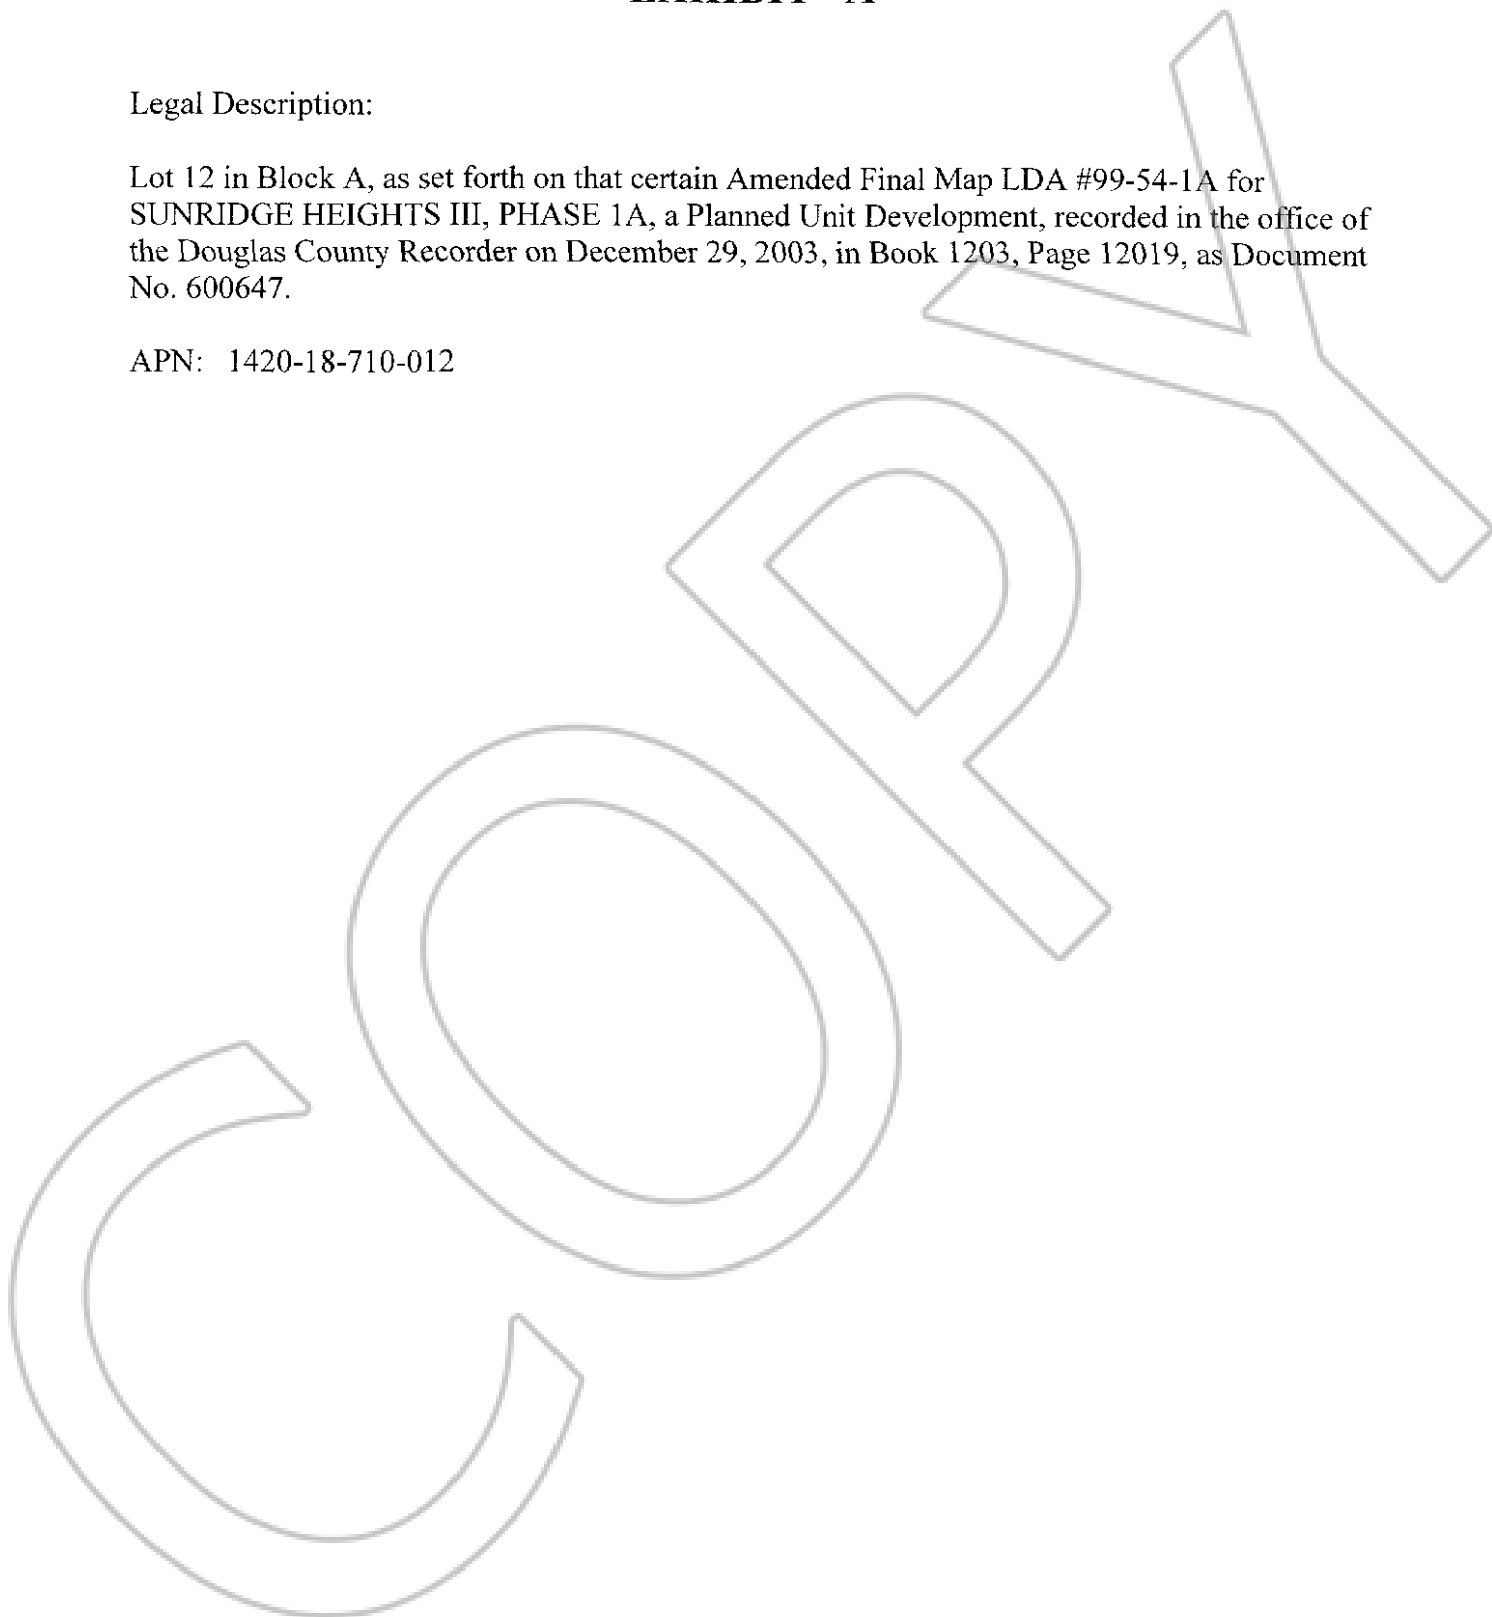 Legal Description:
Lot 12 in Block A, as set forth on that certain Amended Final Map LDA #99-54-1A for
SUNRIDGE HEIGHTS III, PHASE 1A, a Planned Unit Development, recorded in the office of
the Douglas County Recorder on December 29, 2003, in Book 1203, Page 12019, as Document
No. 600647.
APN: 1420-18-710-012
COPY